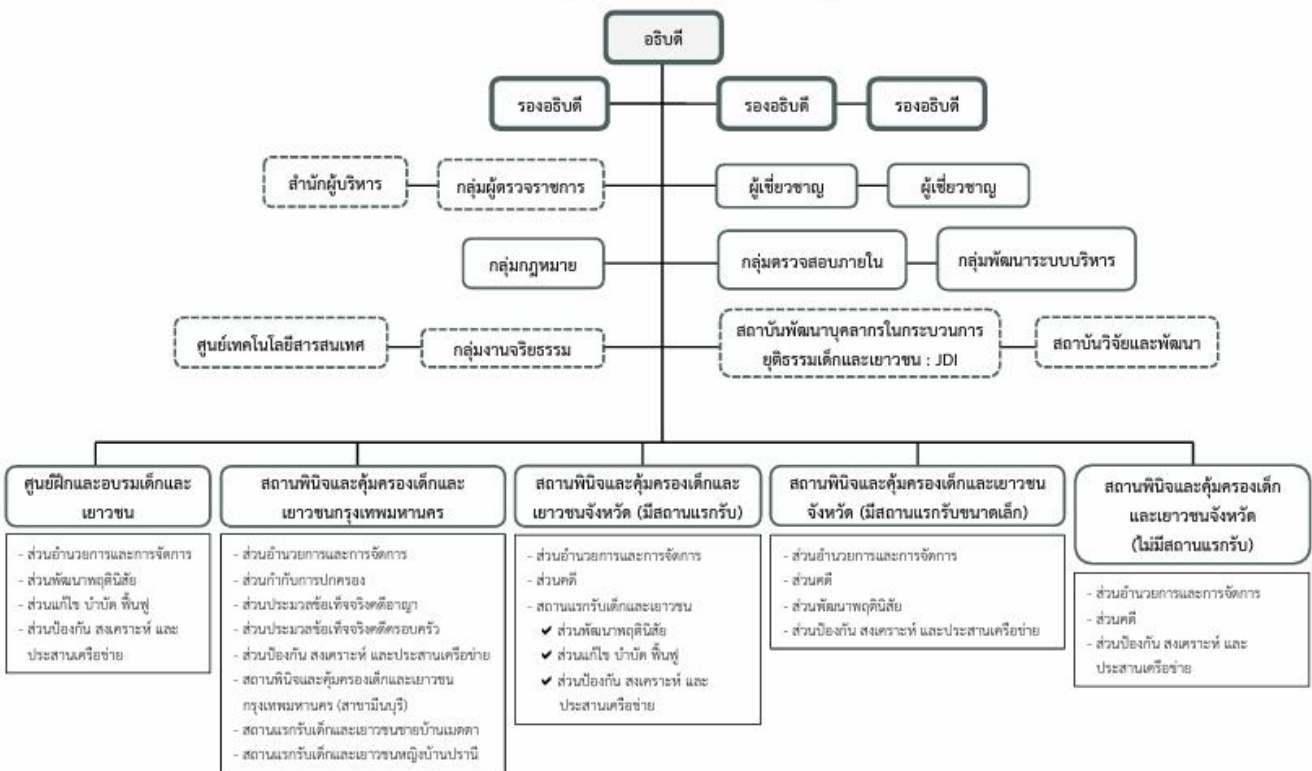 อธิบดี
รองอธิบดี
รองอธิบดี
รองอธิบดี
สำนักผู้บริหาร
กลุ่มผู้ตรวจราชการ
ผู้เชี่ยวชาญ
ผู้เชี่ยวชาญ
กลุ่มกฎหมาย
กลุ่มตรวจสอบภายใน
กลุ่มพัฒนาระบบบริหาร
ศูนย์เทคโนโลยีสารสนเทศ
กลุ่มงานจริยธรรม
สถาบันพัฒนาบุคลากรในกระบวนการ
ยุติธรรมเด็กและเยาวชน : JDI
สถาบันวิจัยและพัฒนา
ศูนย์ฝึกและอบรมเด็กและ
เยาวชน
- ส่วนอำนวยการและการจัดการ
- ส่วนพัฒนาพฤตินิสัย
- ส่วนแก้ไข บำบัด ฟื้นฟู
- ส่วนป้องกัน สงเคราะห์ และ
ประสานเครือข่าย
สถานพินิจและคุ้มครองเด็กและ
เยาวชนกรุงเทพมหานคร
- ส่วนอำนวยการและการจัดการ
- ส่วนกำกับการปกครอง
- ส่วนประมวลข้อเท็จจริงคดีอาญา
- ส่วนประมวลข้อเท็จจริงคดีครอบครัว
- ส่วนป้องกัน สงเคราะห์ และประสานเครือข่าย
- สถานพินิจและคุ้มครองเด็กและเยาวชน
กรุงเทพมหานคร (สาขามีนบุรี)
- สถานแรกรับเด็กและเยาวชนชายบ้านเมตตา
- สถานแรกรับเด็กและเยาวชนหญิงบ้านปรานี
สถานพินิจและคุ้มครองเด็กและ
เยาวชนจังหวัด (มีสถานแรกรับ)
- ส่วนอำนวยการและการจัดการ
- ส่วนคดี
- สถานแรกรับเด็กและเยาวชน
✔ ส่วนพัฒนาพฤตินิสัย
✔ ส่วนแก้ไข บำบัด ฟื้นฟู
✔ ส่วนป้องกัน สงเคราะห์ และ
ประสานเครือข่าย
สถานพินิจและคุ้มครองเด็กและเยาวชน
จังหวัด (มีสถานแรกรับขนาดเล็ก)
- ส่วนอำนวยการและการจัดการ
- ส่วนคดี
- ส่วนพัฒนาพฤตินิสัย
- ส่วนป้องกัน สงเคราะห์ และประสานเครือข่าย
สถานพินิจและคุ้มครองเด็ก
และเยาวชนจังหวัด
(ไม่มีสถานแรกรับ)
- ส่วนอำนวยการและการจัดการ
- ส่วนคดี
- ส่วนป้องกัน สงเคราะห์ และ
ประสานเครือข่าย